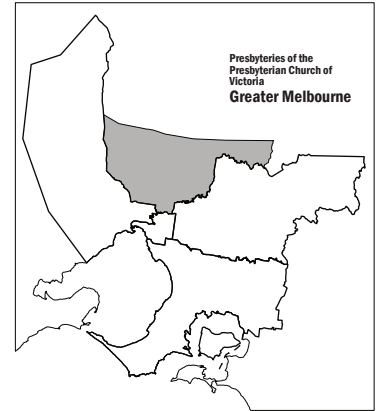 Presbyteries of the
Presbyterian Church of
Victoria
Greater Melbourne